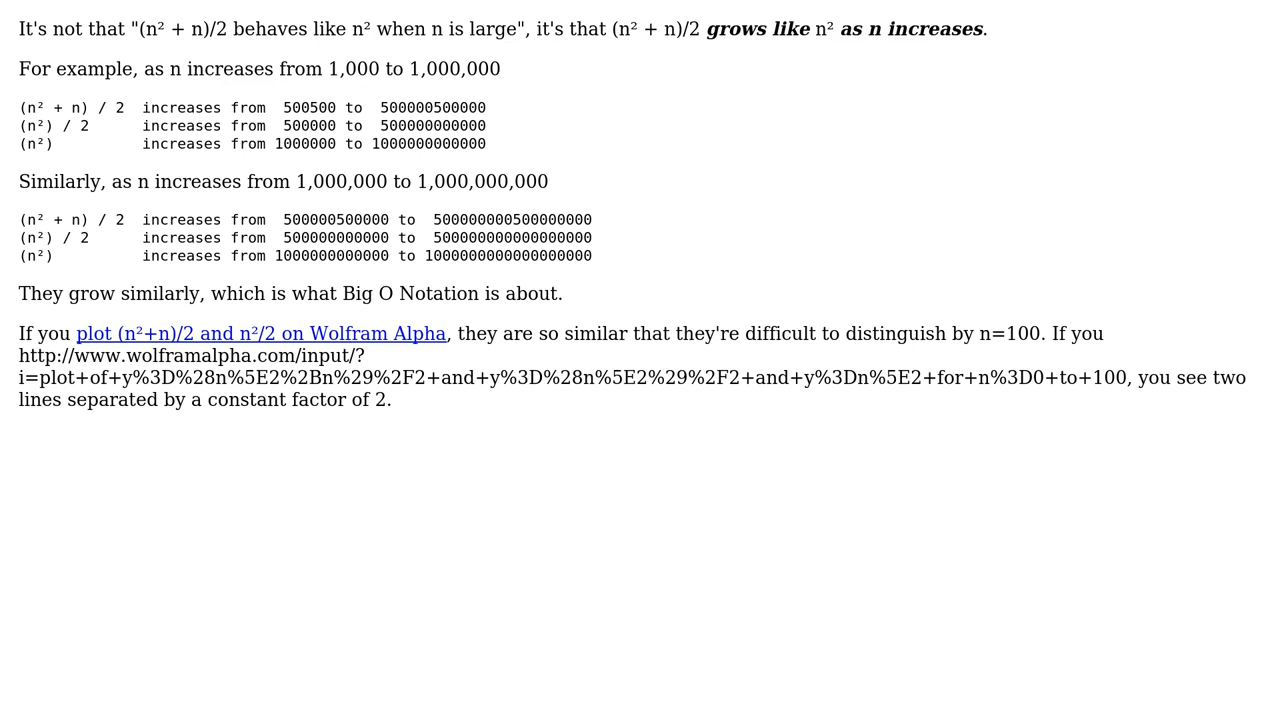 It's not that "(n² + n)/2 behaves like n² when n is large", it's that (n² + n)/2 grows like n² as n increases.
For example, as n increases from 1,000 to 1,000,000
(n² + n) / 2  increases from  500500 to  500000500000
(n²) / 2      increases from  500000 to  500000000000
(n²)          increases from 1000000 to 1000000000000
Similarly, as n increases from 1,000,000 to 1,000,000,000
(n² + n) / 2  increases from  500000500000 to  500000000500000000
(n²) / 2      increases from  500000000000 to  500000000000000000
(n²)          increases from 1000000000000 to 1000000000000000000
They grow similarly, which is what Big O Notation is about.
If you plot (n²+n)/2 and n²/2 on Wolfram Alpha, they are so similar that they're difficult to distinguish by n=100. If you
http://www.wolframalpha.com/input/?
i=plot+of+y%3D%28n%5E2%2Bn%29%2F2+and+y%3D%28n%5E2%29%2F2+and+y%3Dn%5E2+for+n%3D0+to+100, you see two
lines separated by a constant factor of 2.